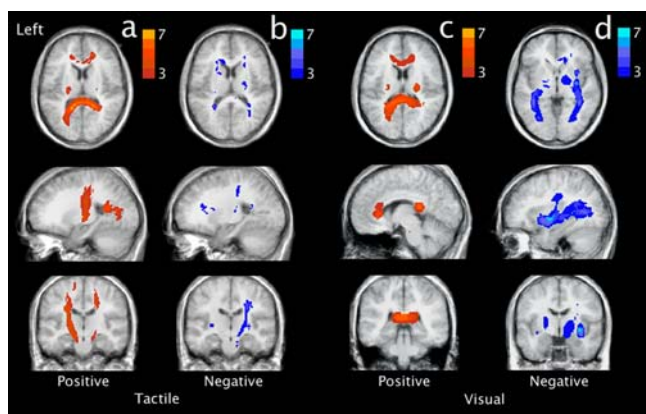 Left a b c d
7 7 7 7
3 3 3 3
Positive Negative Positive Negative
Tactile Visual